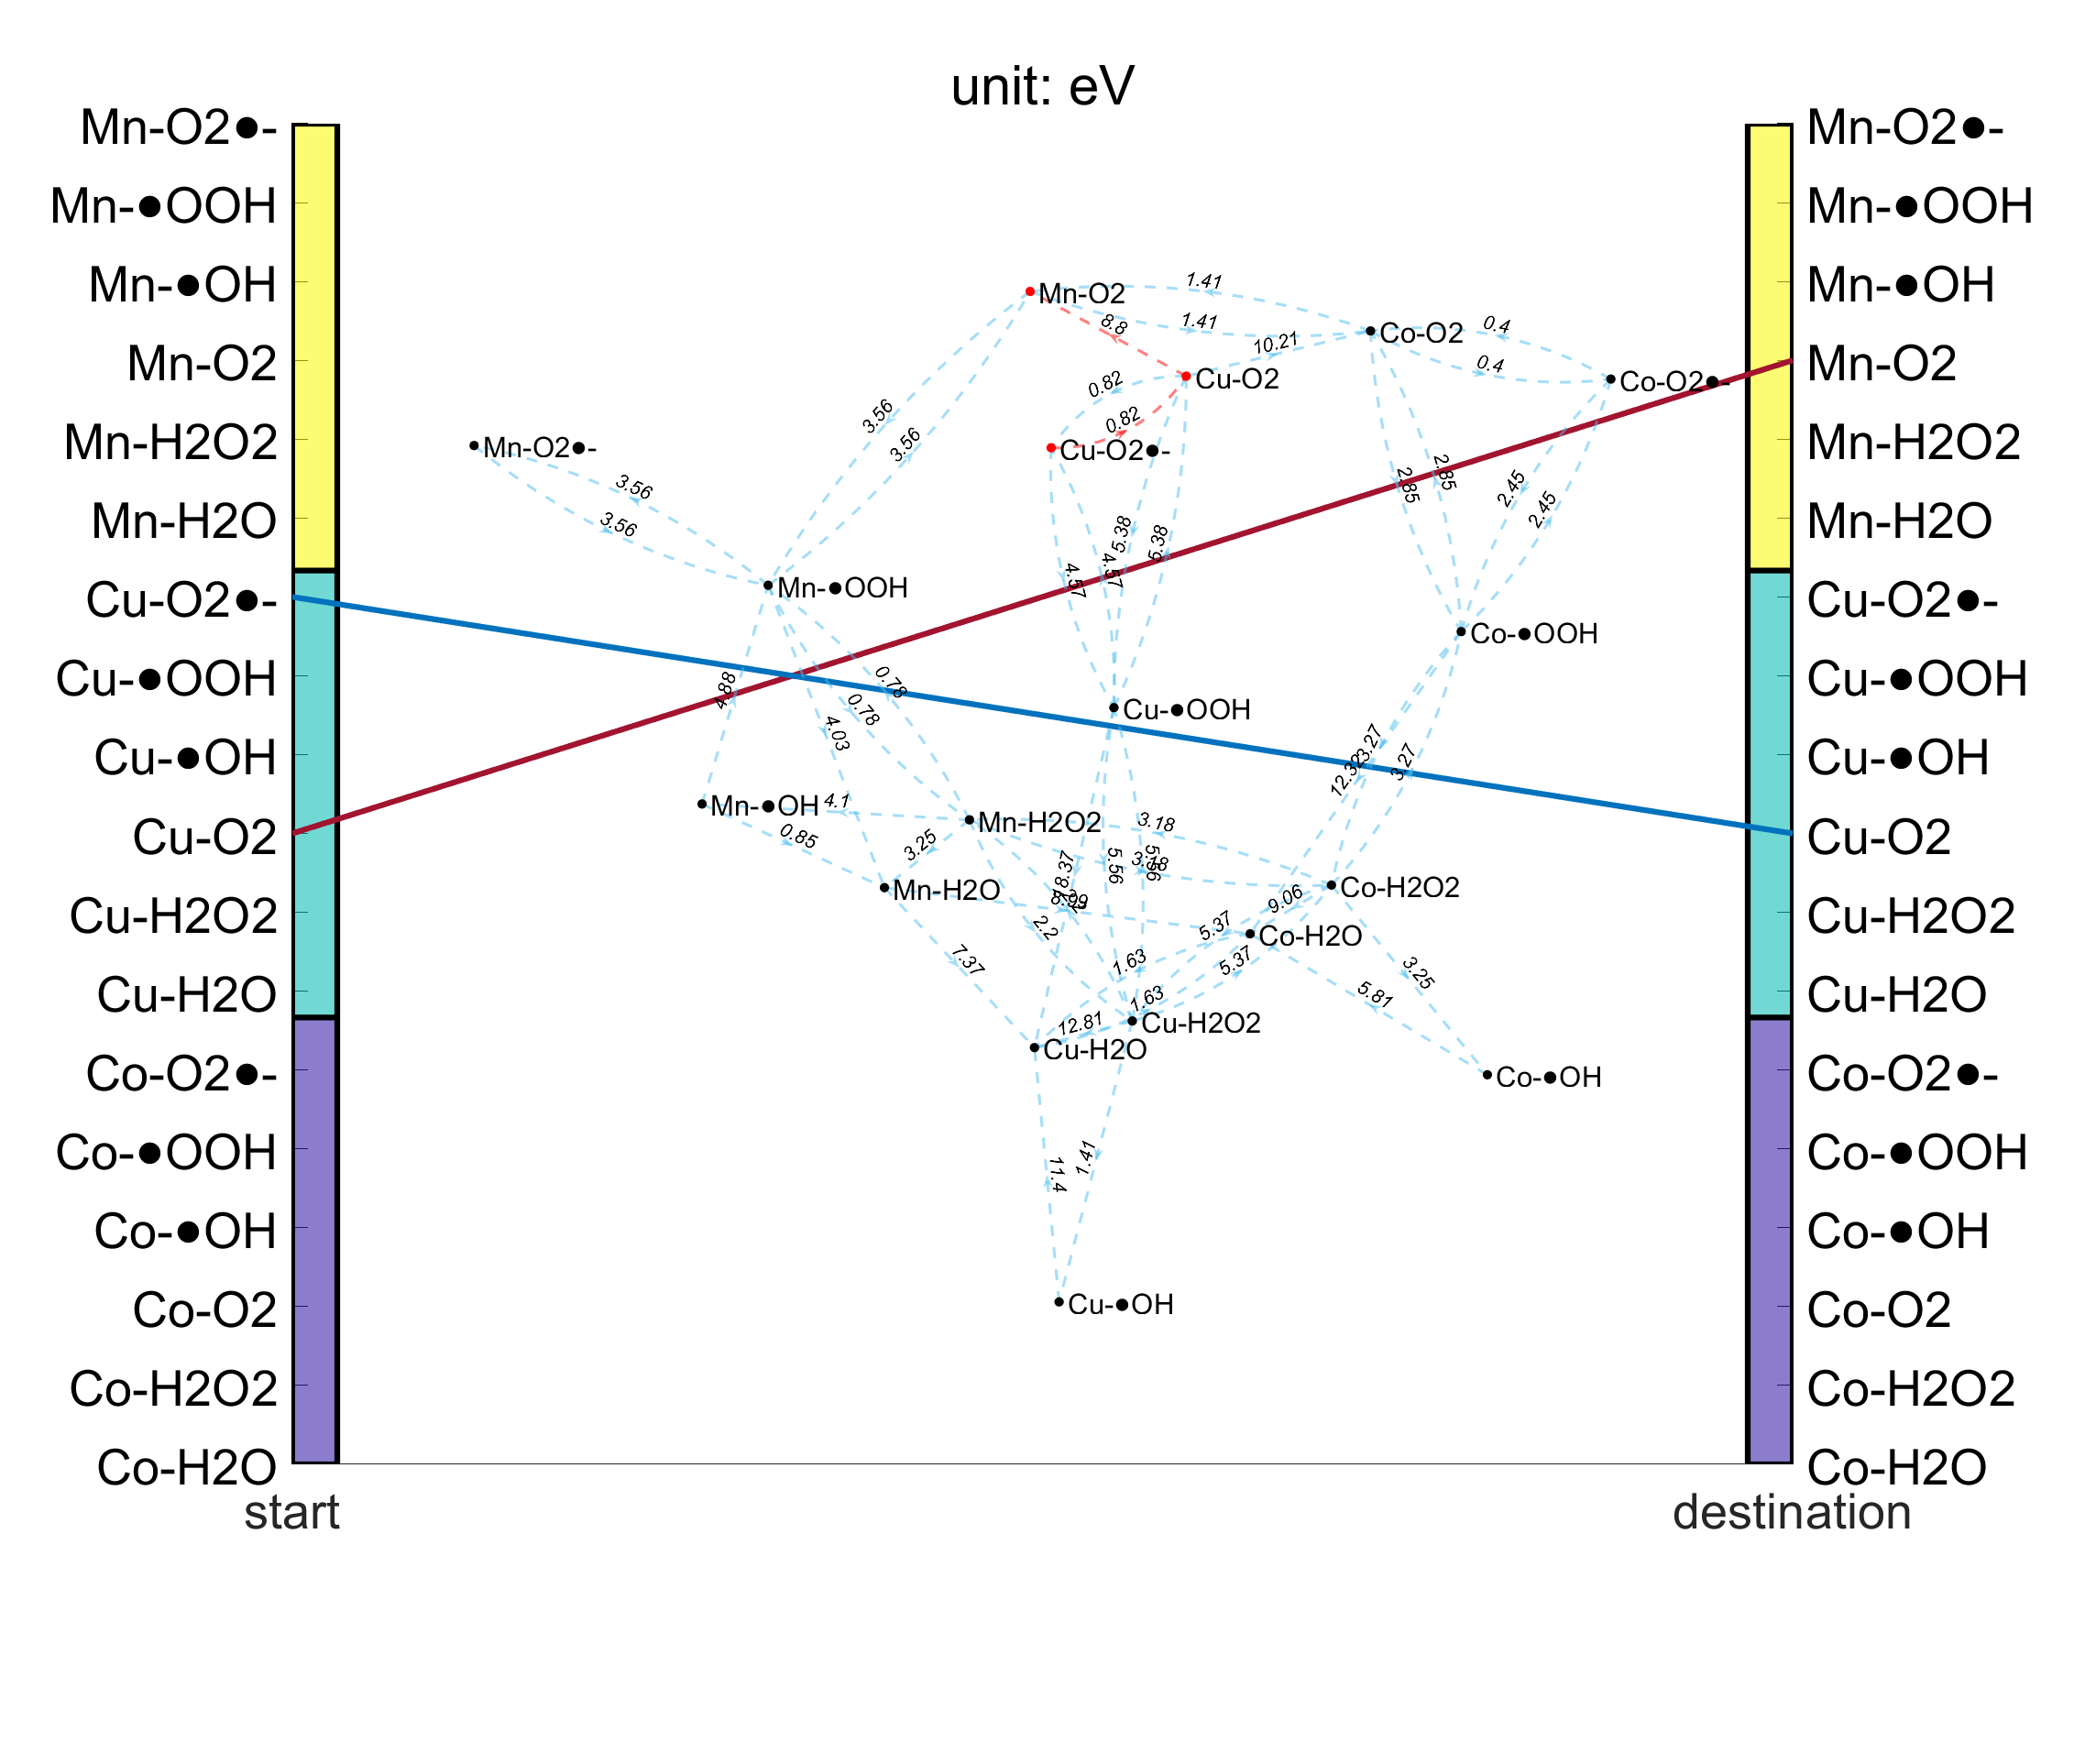 unit: eV
Mn-O2●-
Mn-●OOH
Mn-●OH
Mn-O2
Mn-H2O2
Mn-H2O
Cu-O2●-
Cu-●OOH
Cu-●OH
Cu-O2
Cu-H2O2
Cu-H2O
Co-O2●-
Co-●OOH
Co-●OH
Co-O2
Co-H2O2
Co-H2O
start
Mn-O2
1.41
1.41
8.8
10.21
Co-O2
0.4
0.4
Co-O2●-
Cu-O2
0.82
0.82
Cu-O2●-
3.56
3.56
Mn-O2●-
3.56
3.56
2.85
2.85
2.45
2.45
5.38
5.38
4.57
4.57
Mn-●OOH
Co-●OOH
4.88
0.78
0.78
4.03
Cu-●OOH
3.27
12.32
3.27
Mn-●OH
4.1
Mn-H2O2
0.85
3.25
3.18
3.18
5.56
5.56
18.37
Mn-H2O
Co-H2O2
9.06
2.2
5.37
5.37
Co-H2O
7.37
1.63
1.63
3.25
5.81
12.81
Cu-H2O2
Cu-H2O
Co-●OH
11.4
1.41
Cu-●OH
Mn-O2●-
Mn-●OOH
Mn-●OH
Mn-O2
Mn-H2O2
Mn-H2O
Cu-O2●-
Cu-●OOH
Cu-●OH
Cu-O2
Cu-H2O2
Cu-H2O
Co-O2●-
Co-●OOH
Co-●OH
Co-O2
Co-H2O2
Co-H2O
destination